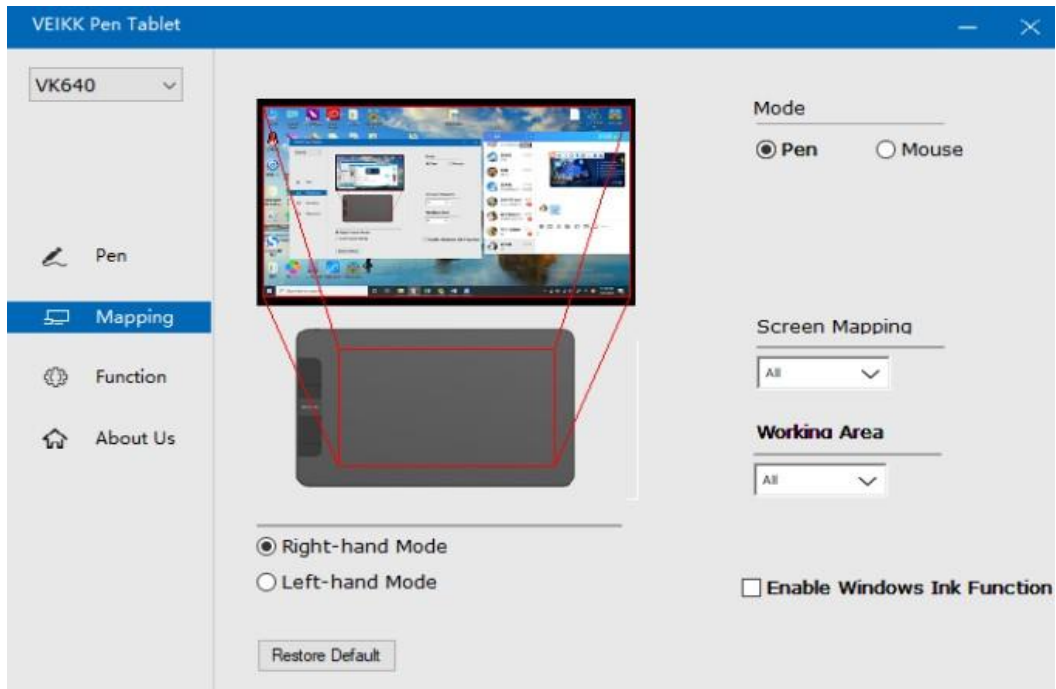 VEIKK Pen Tablet
VK640
Pen
Mapping
Function
About Us
Right-hand Mode
Left-hand Mode
Restore Default
Mode
Pen
Mouse
Screen Mapping
All
Working Area
All
Enable Windows Ink Function